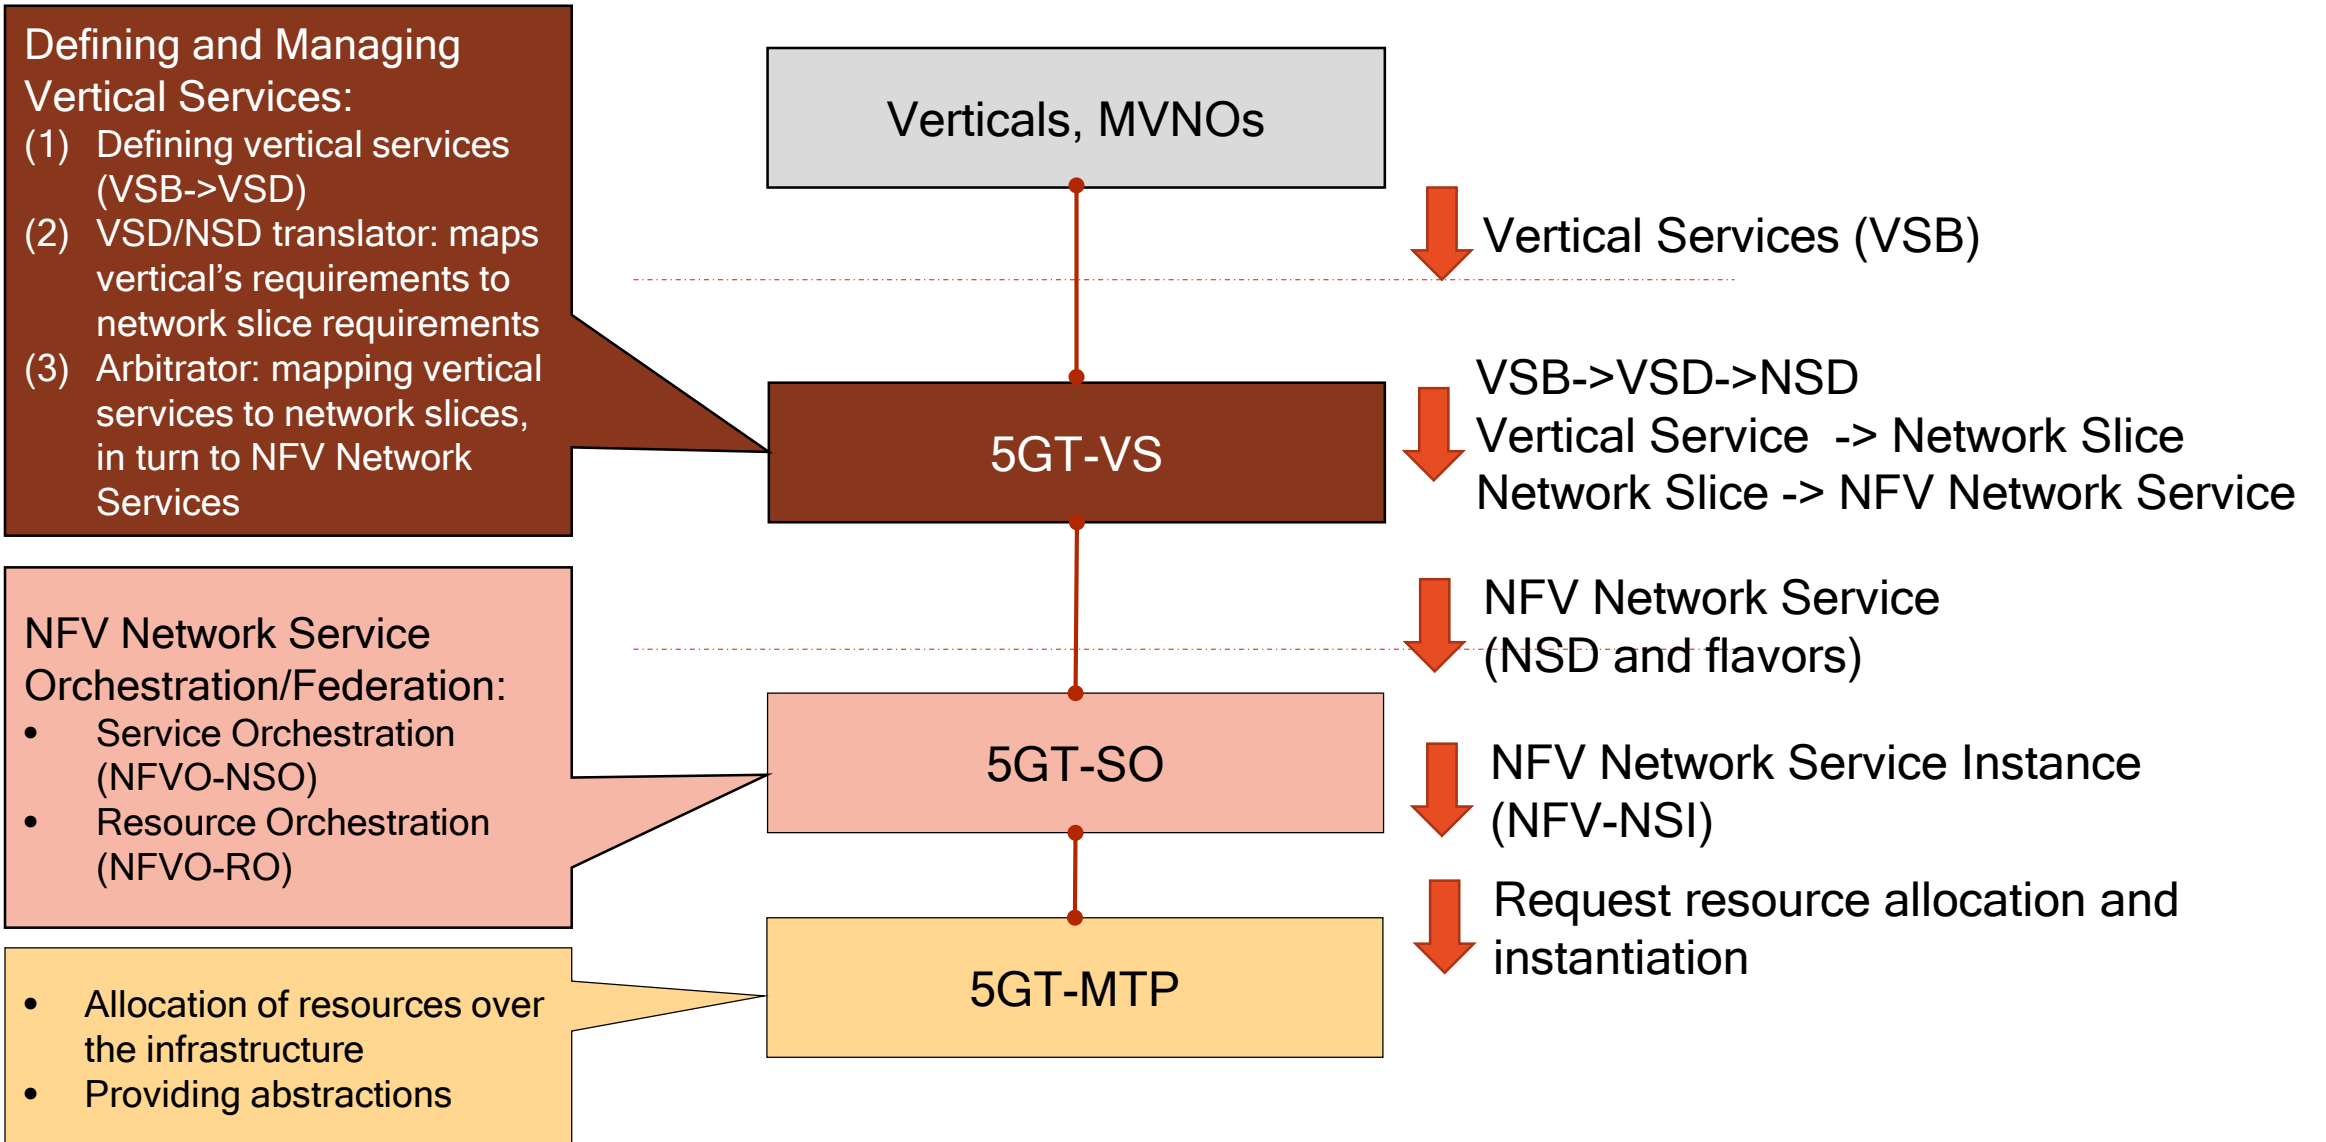 Defining and Managing
Vertical Services:
(1) Defining vertical services
(VSB->VSD)
(2) VSD/NSD translator: maps
vertical’s requirements to
network slice requirements
(3) Arbitrator: mapping vertical
services to network slices,
in turn to NFV Network
Services
NFV Network Service
Orchestration/Federation:
• Service Orchestration
(NFVO-NSO)
• Resource Orchestration
(NFVO-RO)
• Allocation of resources over
the infrastructure
• Providing abstractions
Verticals, MVNOs
5GT-VS
5GT-SO
5GT-MTP
Vertical Services (VSB)
VSB->VSD->NSD
Vertical Service -> Network Slice
Network Slice -> NFV Network Service
NFV Network Service
(NSD and flavors)
NFV Network Service Instance
(NFV-NSI)
Request resource allocation and
instantiation